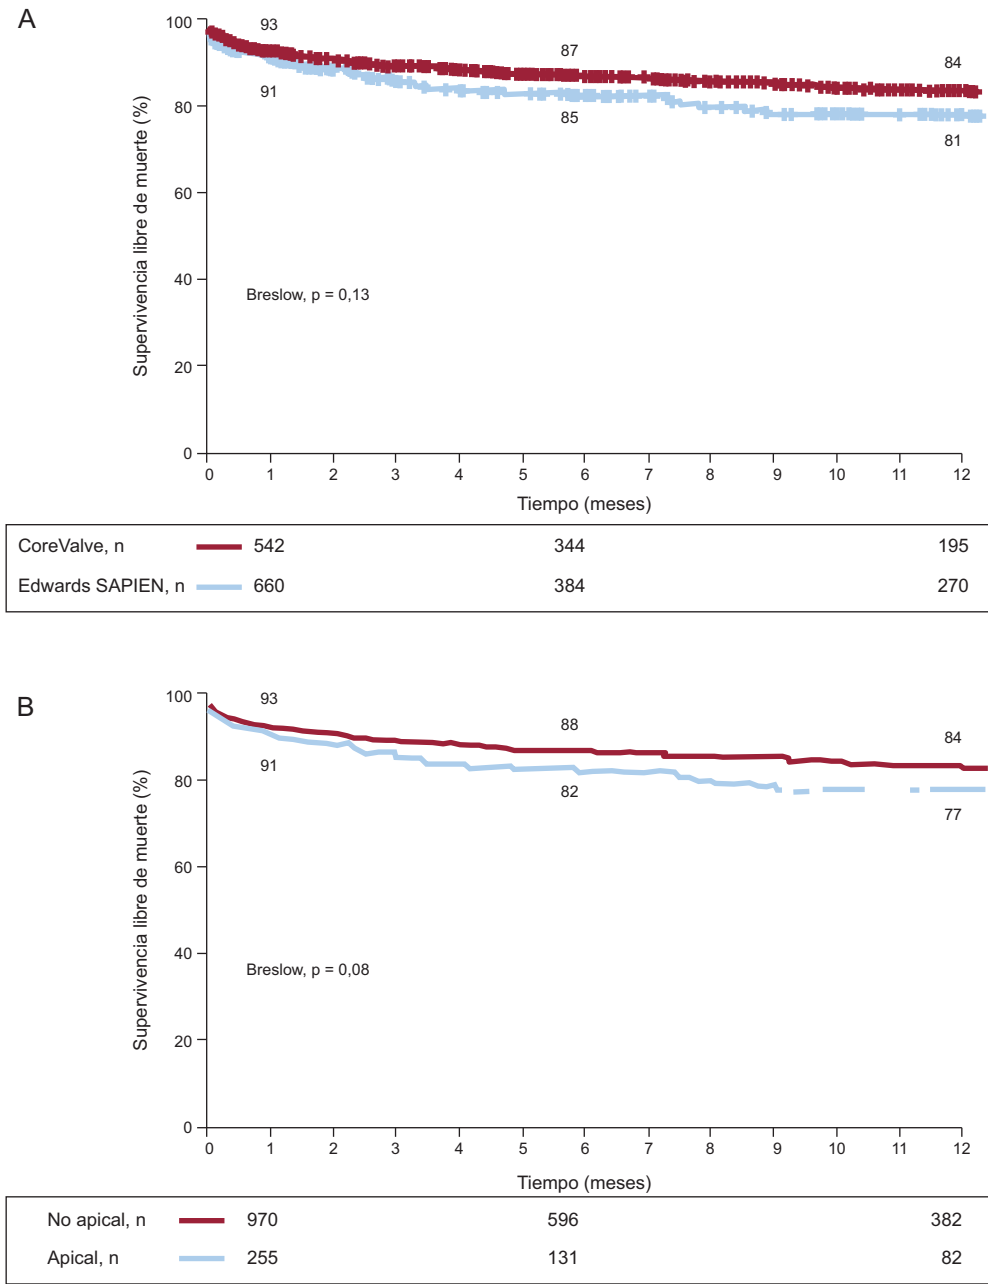 A
Supervivencia libre de muerte (%)
100
80
60
40
20
0
93
87
84
91
85
81
Breslow, p = 0,13
0 1 2 3 4 5 6 7 8 9 10 11 12
Tiempo (meses)
CoreValve, n 542 344 195
Edwards SAPIEN, n 660 384 270
B
Supervivencia libre de muerte (%)
100
80
60
40
20
0
93
88
84
91
82
77
Breslow, p = 0,08
0 1 2 3 4 5 6 7 8 9 10 11 12
Tiempo (meses)
No apical, n 970 596 382
Apical, n 255 131 82